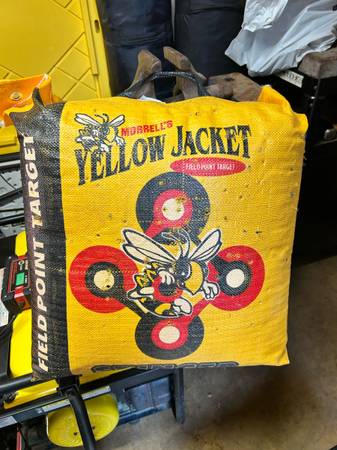 MORRELL'S
YELLOW JACKET
FIELD POINT TARGET
FIELD POINT TARGET